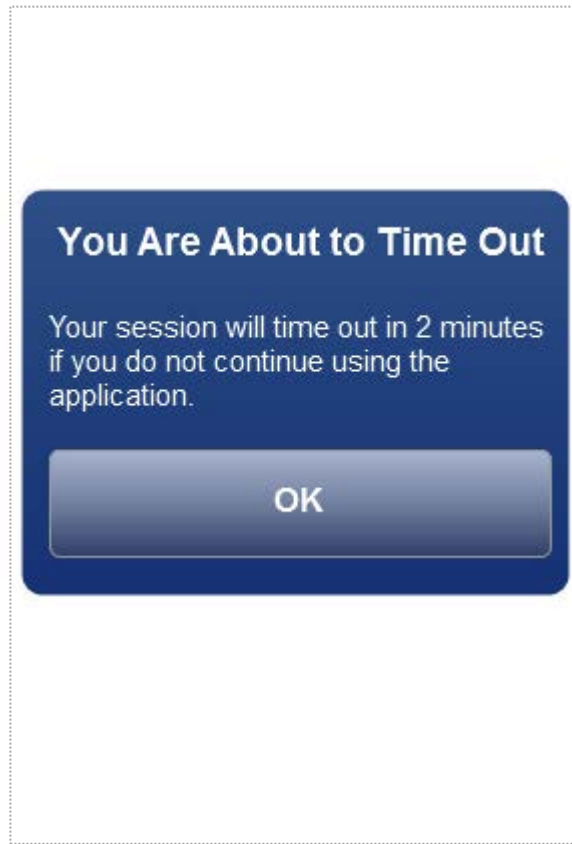 You Are About to Time Out
Your session will time out in 2 minutes
if you do not continue using the
application.
OK